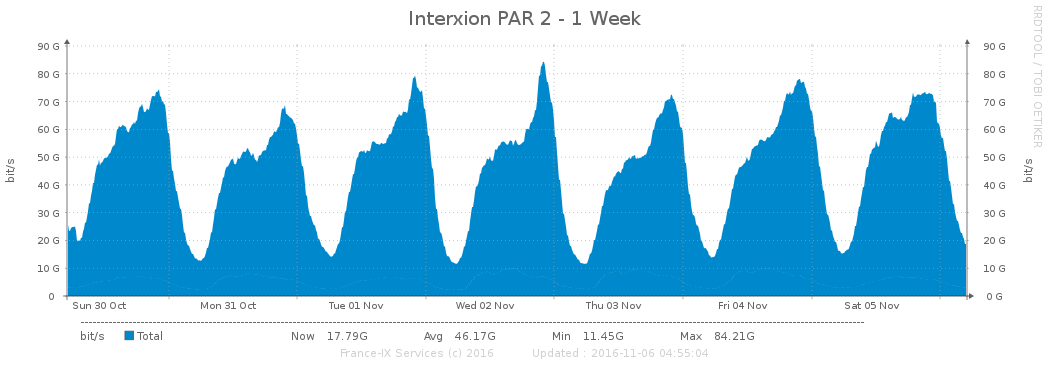 Interxion PAR 2 - 1 Week
RRDTOOL / TOBI OETIKER
bit/s
90 G 90 G
80 G 80 G
70 G 70 G
60 G 60 G
50 G 50 G
40 G 40 G
30 G 30 G
20 G 20 G
10 G 10 G
0 0 G
bit/s
Sun 30 Oct Mon 31 Oct Tue 01 Nov Wed 02 Nov Thu 03 Nov Fri 04 Nov Sat 05 Nov
bit/s Total Now 17.79G Avg 46.17G Min 11.45G Max 84.21G
France-IX Services (c) 2016 Updated : 2016-11-06 04:55:04